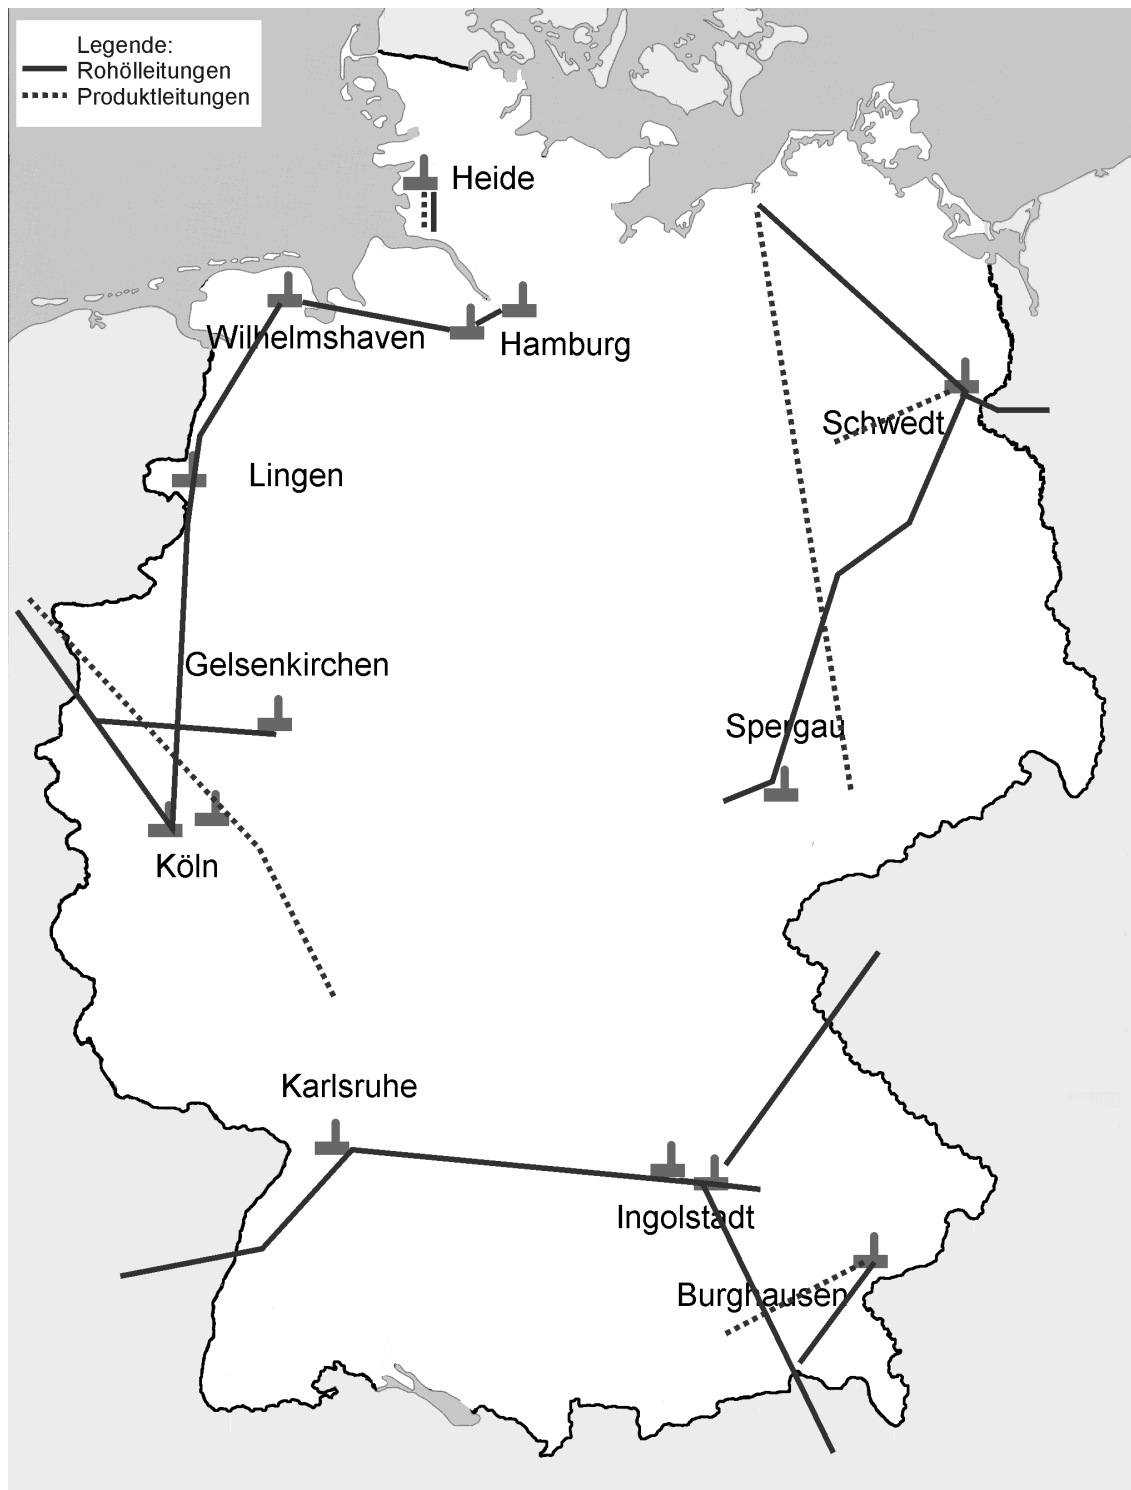 Legende:
Rohölleitungen
Produktleitungen
Heide
Wilhelmshaven
Hamburg
Schwedt
Lingen
Gelsenkirchen
Spergau
Köln
Karlsruhe
Ingolstadt
Burghausen